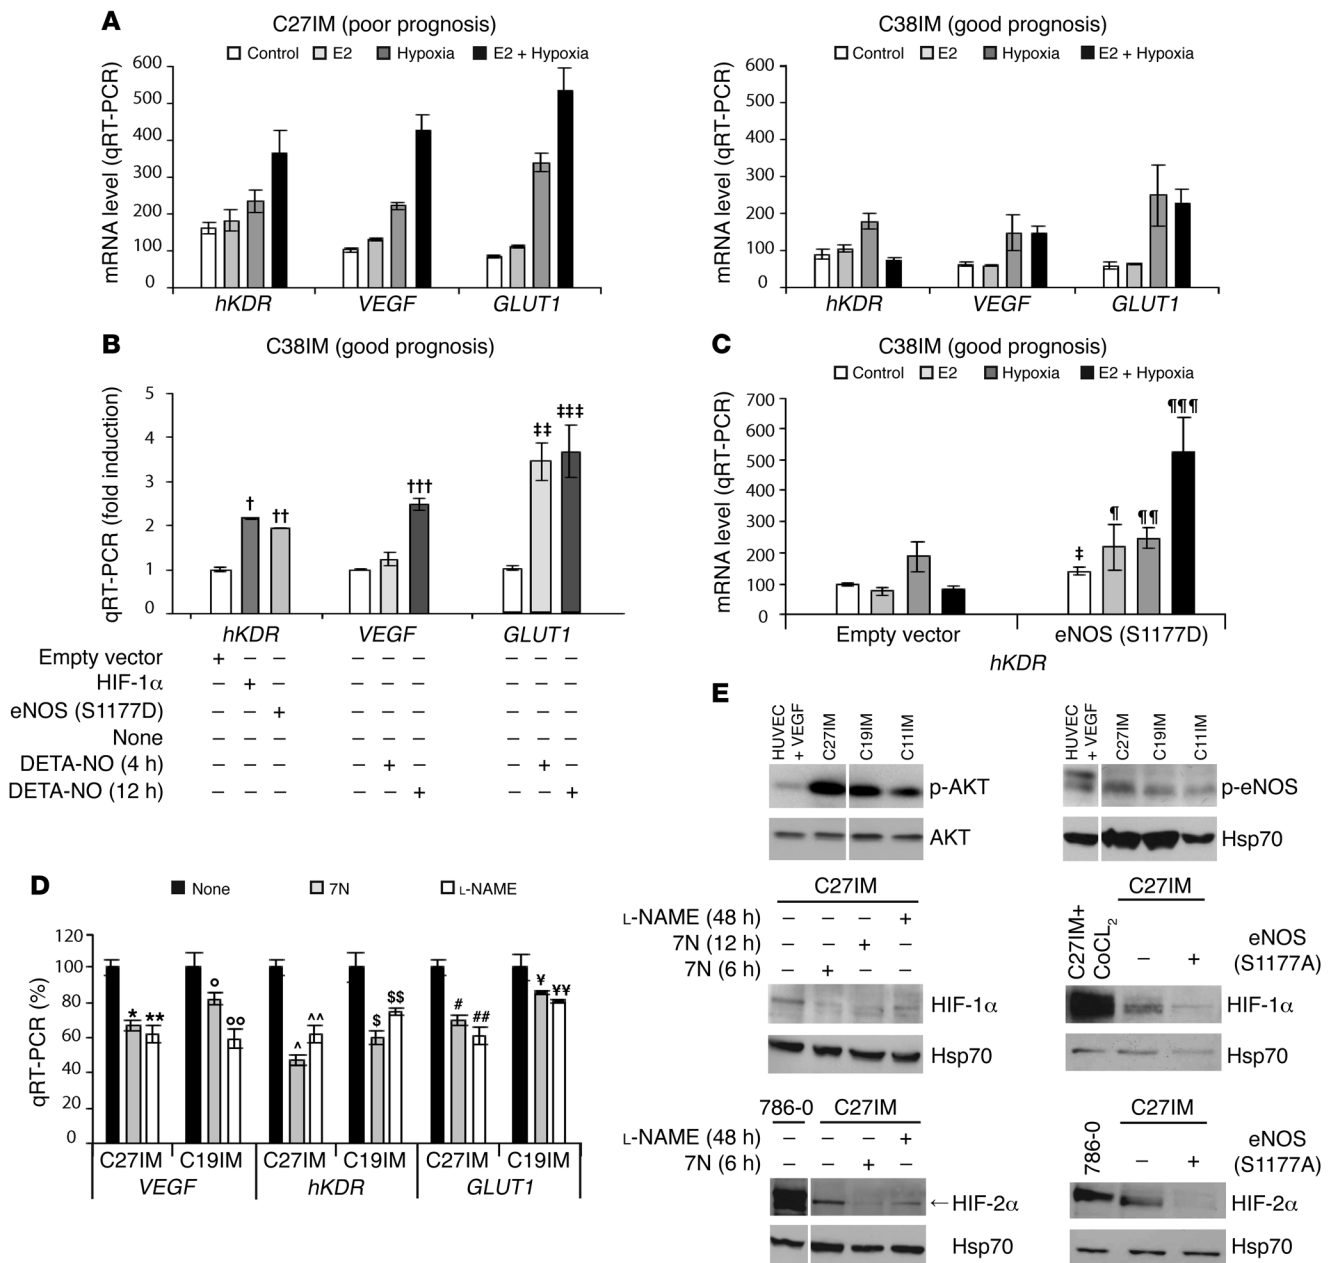 A
C27IM (poor prognosis)
Control E2 Hypoxia E2 + Hypoxia
mRNA level (qRT-PCR)
600
500
400
300
200
100
0
hKDR VEGF GLUT1
C38IM (good prognosis)
Control E2 Hypoxia E2 + Hypoxia
mRNA level (qRT-PCR)
600
500
400
300
200
100
0
hKDR VEGF GLUT1
B
C38IM (good prognosis)
qRT-PCR (fold induction)
5
4
3
2
1
0
† †† ††† ‡‡ ‡‡‡
hKDR VEGF GLUT1
Empty vector + – – – – – – – –
HIF-1α – + – – – – – – –
eNOS (S1177D) – – + – – – – – –
None – – – – – – – – –
DETA-NO (4 h) – – – – + – – + –
DETA-NO (12 h) – – – – – + – – +
C
C38IM (good prognosis)
Control E2 Hypoxia E2 + Hypoxia
mRNA level (qRT-PCR)
700
600
500
400
300
200
100
0
‡ ¶ ¶¶ ¶¶¶
Empty vector eNOS (S1177D)
hKDR
D
None 7N L-NAME
qRT-PCR (%)
120
100
80
60
40
20
0
* ** o oo ^ ^^ $ $$ # ## ¥ ¥¥
C27IM C19IM C27IM C19IM C27IM C19IM
VEGF hKDR GLUT1
E
HUVEC + VEGF C27IM C19IM C11IM
p-AKT
AKT
HUVEC + VEGF C27IM C19IM C11IM
p-eNOS
Hsp70
C27IM
L-NAME (48 h) – – – +
7N (12 h) – – + –
7N (6 h) – + – –
HIF-1α
Hsp70
C27IM+ CoCL2
C27IM
– + eNOS (S1177A)
HIF-1α
Hsp70
786-0 C27IM
L-NAME (48 h) – – – +
7N (6 h) – – + –
←HIF-2α
Hsp70
786-0
C27IM
– + eNOS (S1177A)
HIF-2α
Hsp70